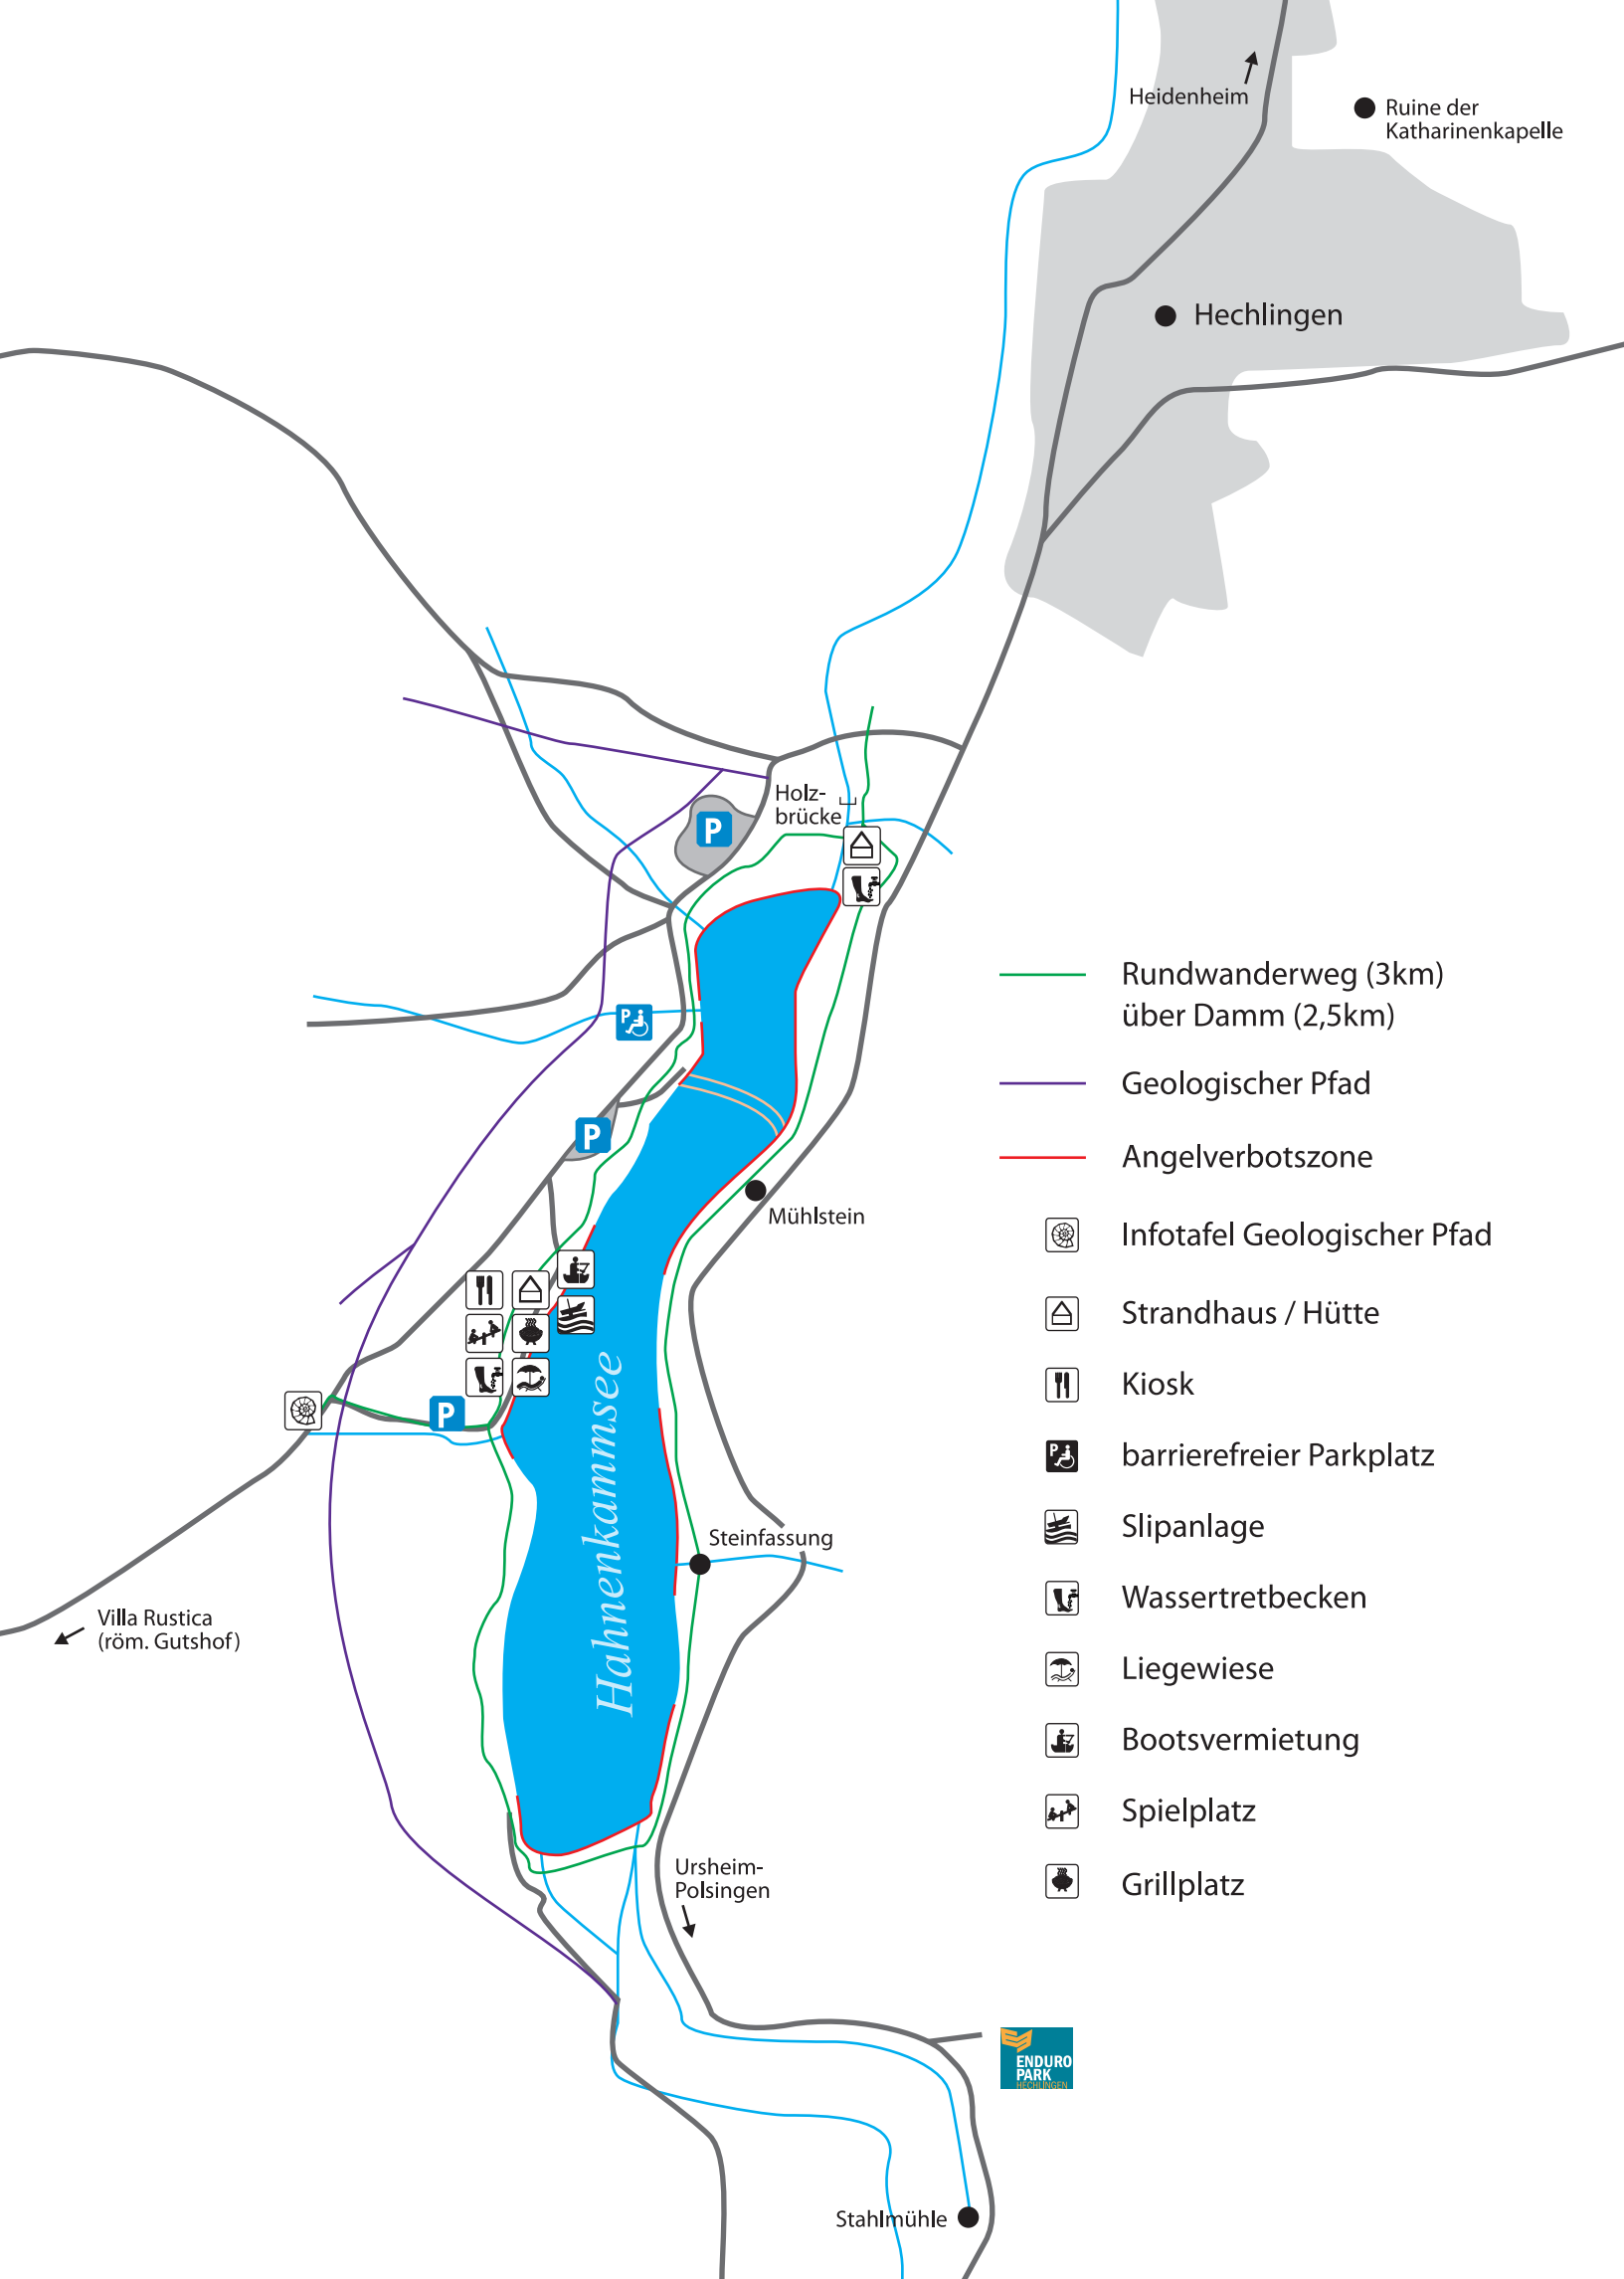 Heidenheim
Ruine der
Katharinenkapelle
Hechlingen
Holz-
brücke
P
P
P
Mühlstein
P
Hahnenkammsee
Steinfassung
Villa Rustica
(röm. Gutshof)
Ursheim-
Polsingen
ENDURO
PARK
HECHLINGEN
Stahlmühle
Rundwanderweg (3km)
über Damm (2,5km)
Geologischer Pfad
Angelverbotszone
Infotafel Geologischer Pfad
Strandhaus / Hütte
Kiosk
P
barrierefreier Parkplatz
Slipanlage
Wassertretbecken
Liegewiese
Bootsvermietung
Spielplatz
Grillplatz